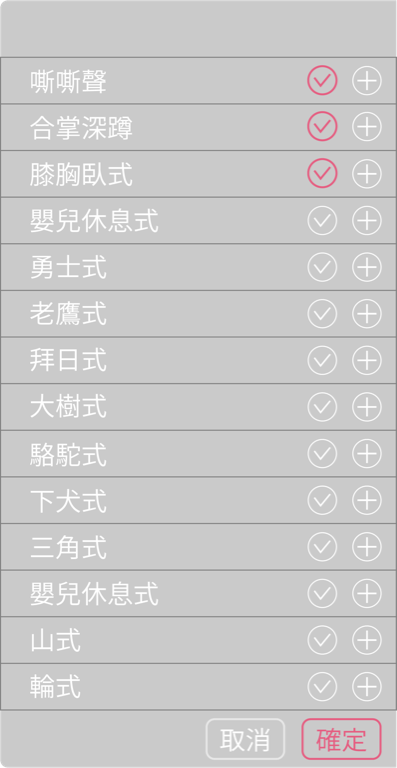 嘶嘶聲
合掌深蹲
膝胸臥式
嬰兒休息式
勇士式
老鷹式
拜日式
大樹式
駱駝式
下犬式
三角式
嬰兒休息式
山式
輪式
取消 確定